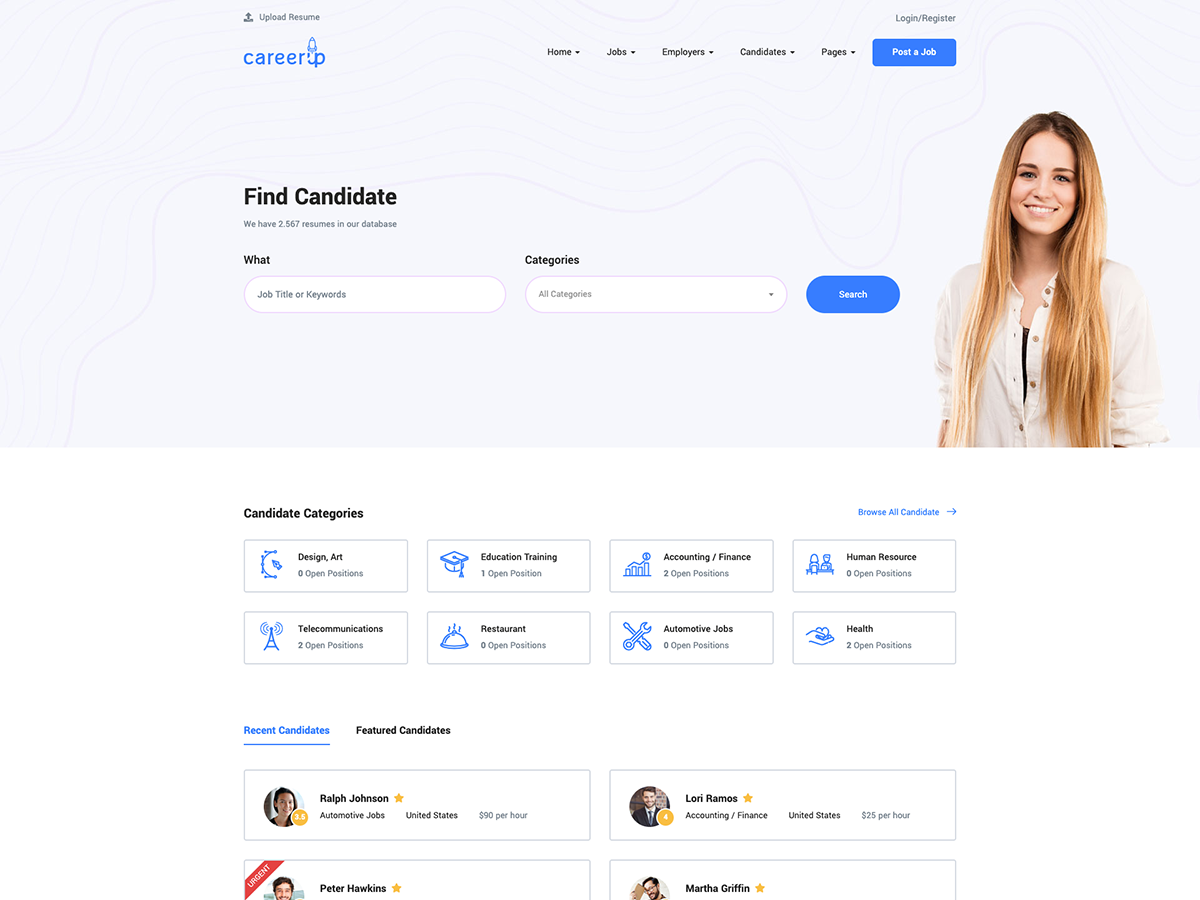 Upload Resume
Login/Register
careerup
Home
Jobs
Employers
Candidates
Pages
Post a Job
Find Candidate
We have 2.567 resumes in our database
What
Categories
Job Title or Keywords
All Categories
Search
Candidate Categories
Browse All Candidate
Design, Art
0 Open Positions
Education Training
1 Open Position
Accounting / Finance
2 Open Positions
Human Resource
0 Open Positions
Telecommunications
2 Open Positions
Restaurant
0 Open Positions
Automotive Jobs
0 Open Positions
Health
2 Open Positions
Recent Candidates
Featured Candidates
Ralph Johnson
3.5
Automotive Jobs United States $90 per hour
Lori Ramos
4
Accounting / Finance United States $25 per hour
URGENT
Peter Hawkins
Martha Griffin